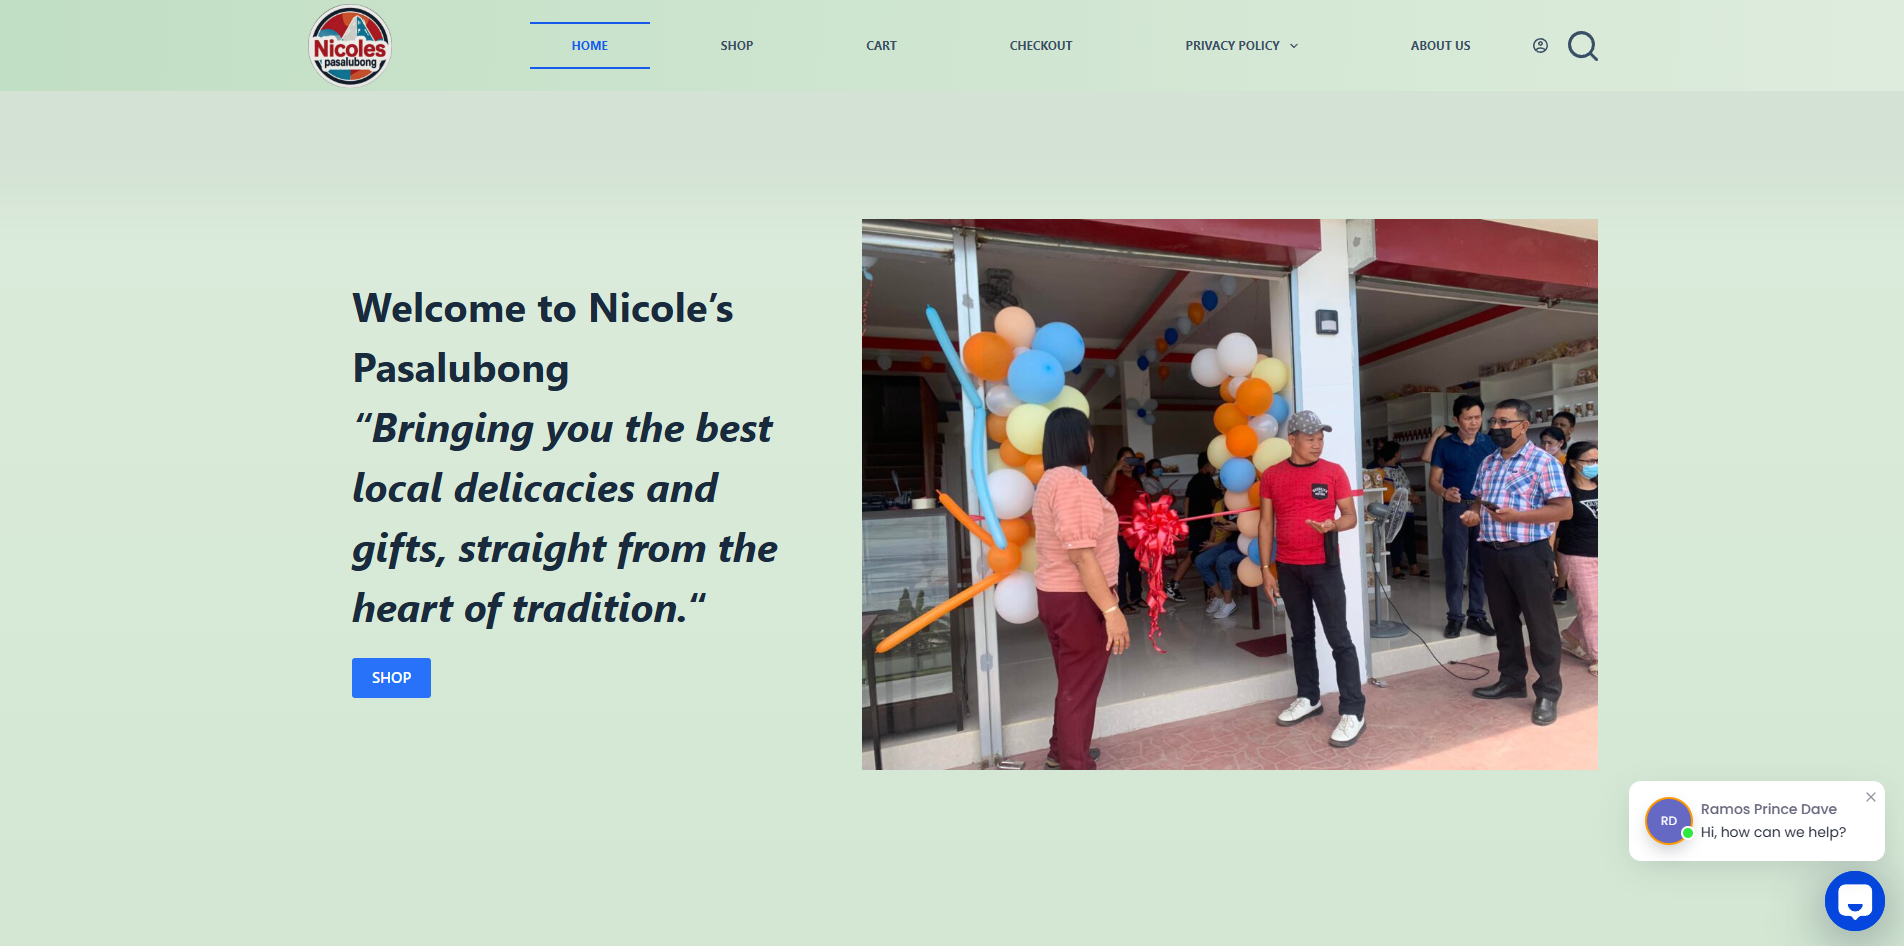 Nicoles
pasalubong
HOME
SHOP
CART
CHECKOUT
PRIVACY POLICY
ABOUT US
Welcome to Nicole’s
Pasalubong
“Bringing you the best
local delicacies and
gifts, straight from the
heart of tradition.“
SHOP
RD
Ramos Prince Dave
Hi, how can we help?